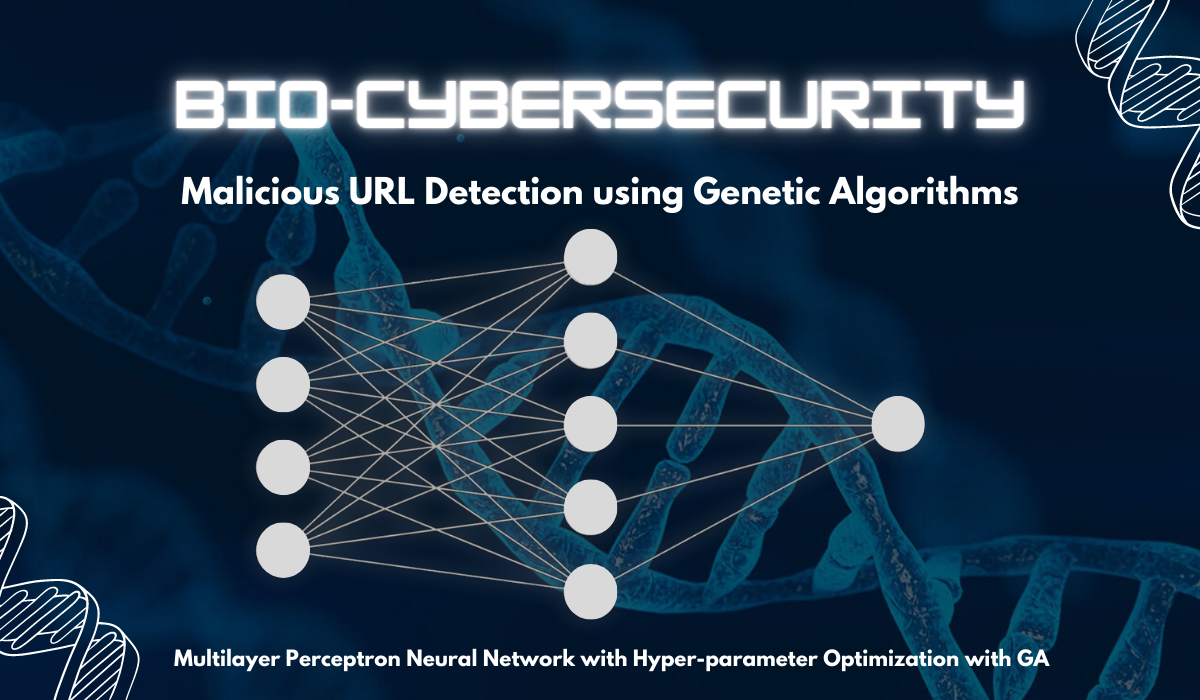 BIO-CYBERSECURITY
Malicious URL Detection using Genetic Algorithms
Multilayer Perceptron Neural Network with Hyper-parameter Optimization with GA